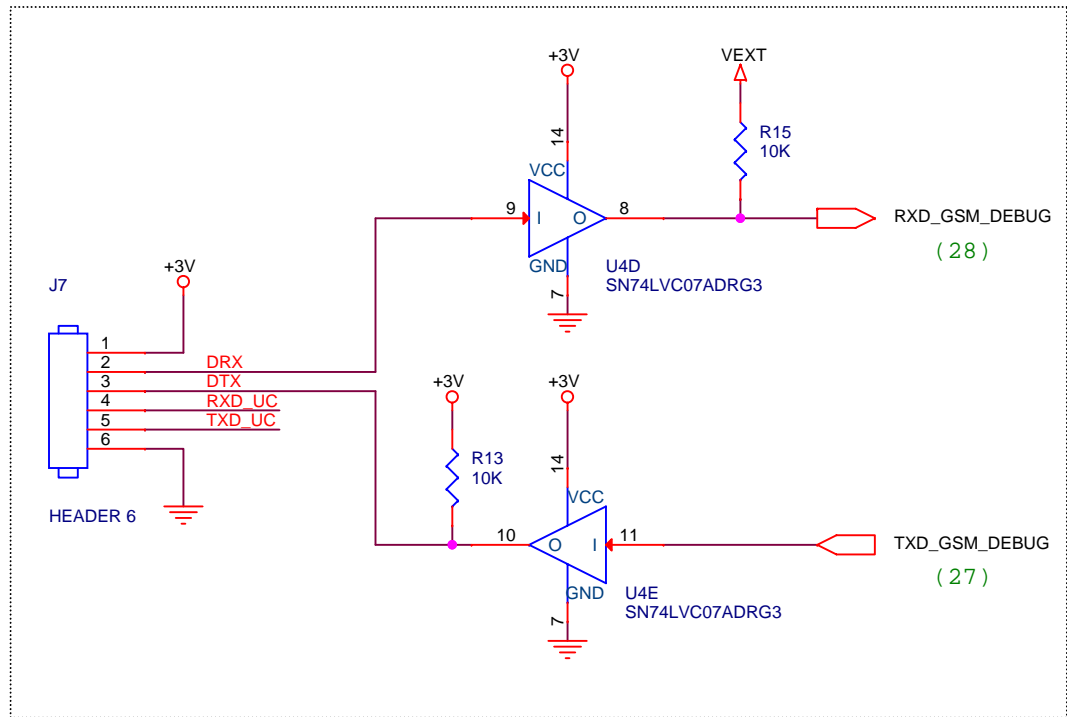 +3V
VEXT
14
R15
10K
VCC
9
I
O
8
RXD_GSM_DEBUG
(28)
GND
7
U4D
SN74LVC07ADRG3
J7
+3V
1
2
DRX
3
DTX
4
RXD_UC
5
TXD_UC
6
HEADER 6
+3V
+3V
R13
10K
14
VCC
10
O
I
11
TXD_GSM_DEBUG
(27)
GND
7
U4E
SN74LVC07ADRG3